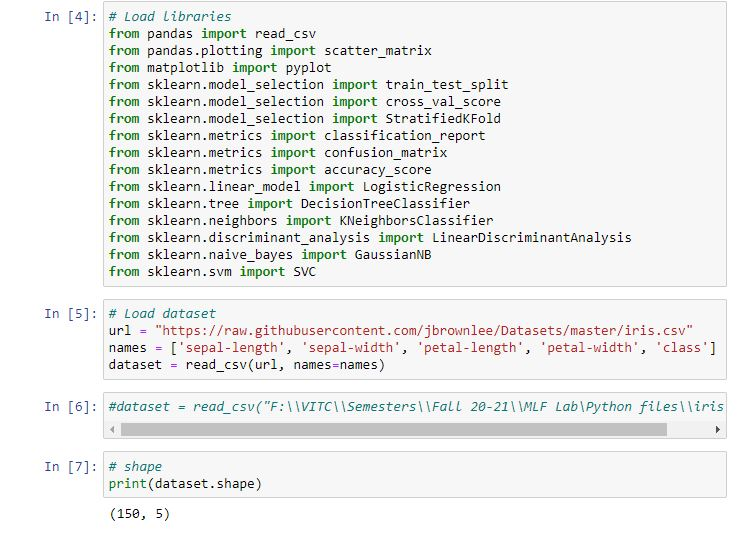 In [4]: # Load libraries
from pandas import read_csv
from pandas.plotting import scatter_matrix
from matplotlib import pyplot
from sklearn.model_selection import train_test_split
from sklearn.model_selection import cross_val_score
from sklearn.model_selection import StratifiedKFold
from sklearn.metrics import classification_report
from sklearn.metrics import confusion_matrix
from sklearn.metrics import accuracy_score
from sklearn.linear_model import LogisticRegression
from sklearn.tree import DecisionTreeClassifier
from sklearn.neighbors import KNeighborsClassifier
from sklearn.discriminant_analysis import LinearDiscriminantAnalysis
from sklearn.naive_bayes import GaussianNB
from sklearn.svm import SVC
In [5]: # Load dataset
url = "https://raw.githubusercontent.com/jbrownlee/Datasets/master/iris.csv"
names = ['sepal-length', 'sepal-width', 'petal-length', 'petal-width', 'class']
dataset = read_csv(url, names=names)
In [6]: #dataset = read_csv("F:\\VITC\\Semesters\\Fall 20-21\\MLF Lab\Python files\\iris
In [7]: # shape
print(dataset.shape)
(150, 5)